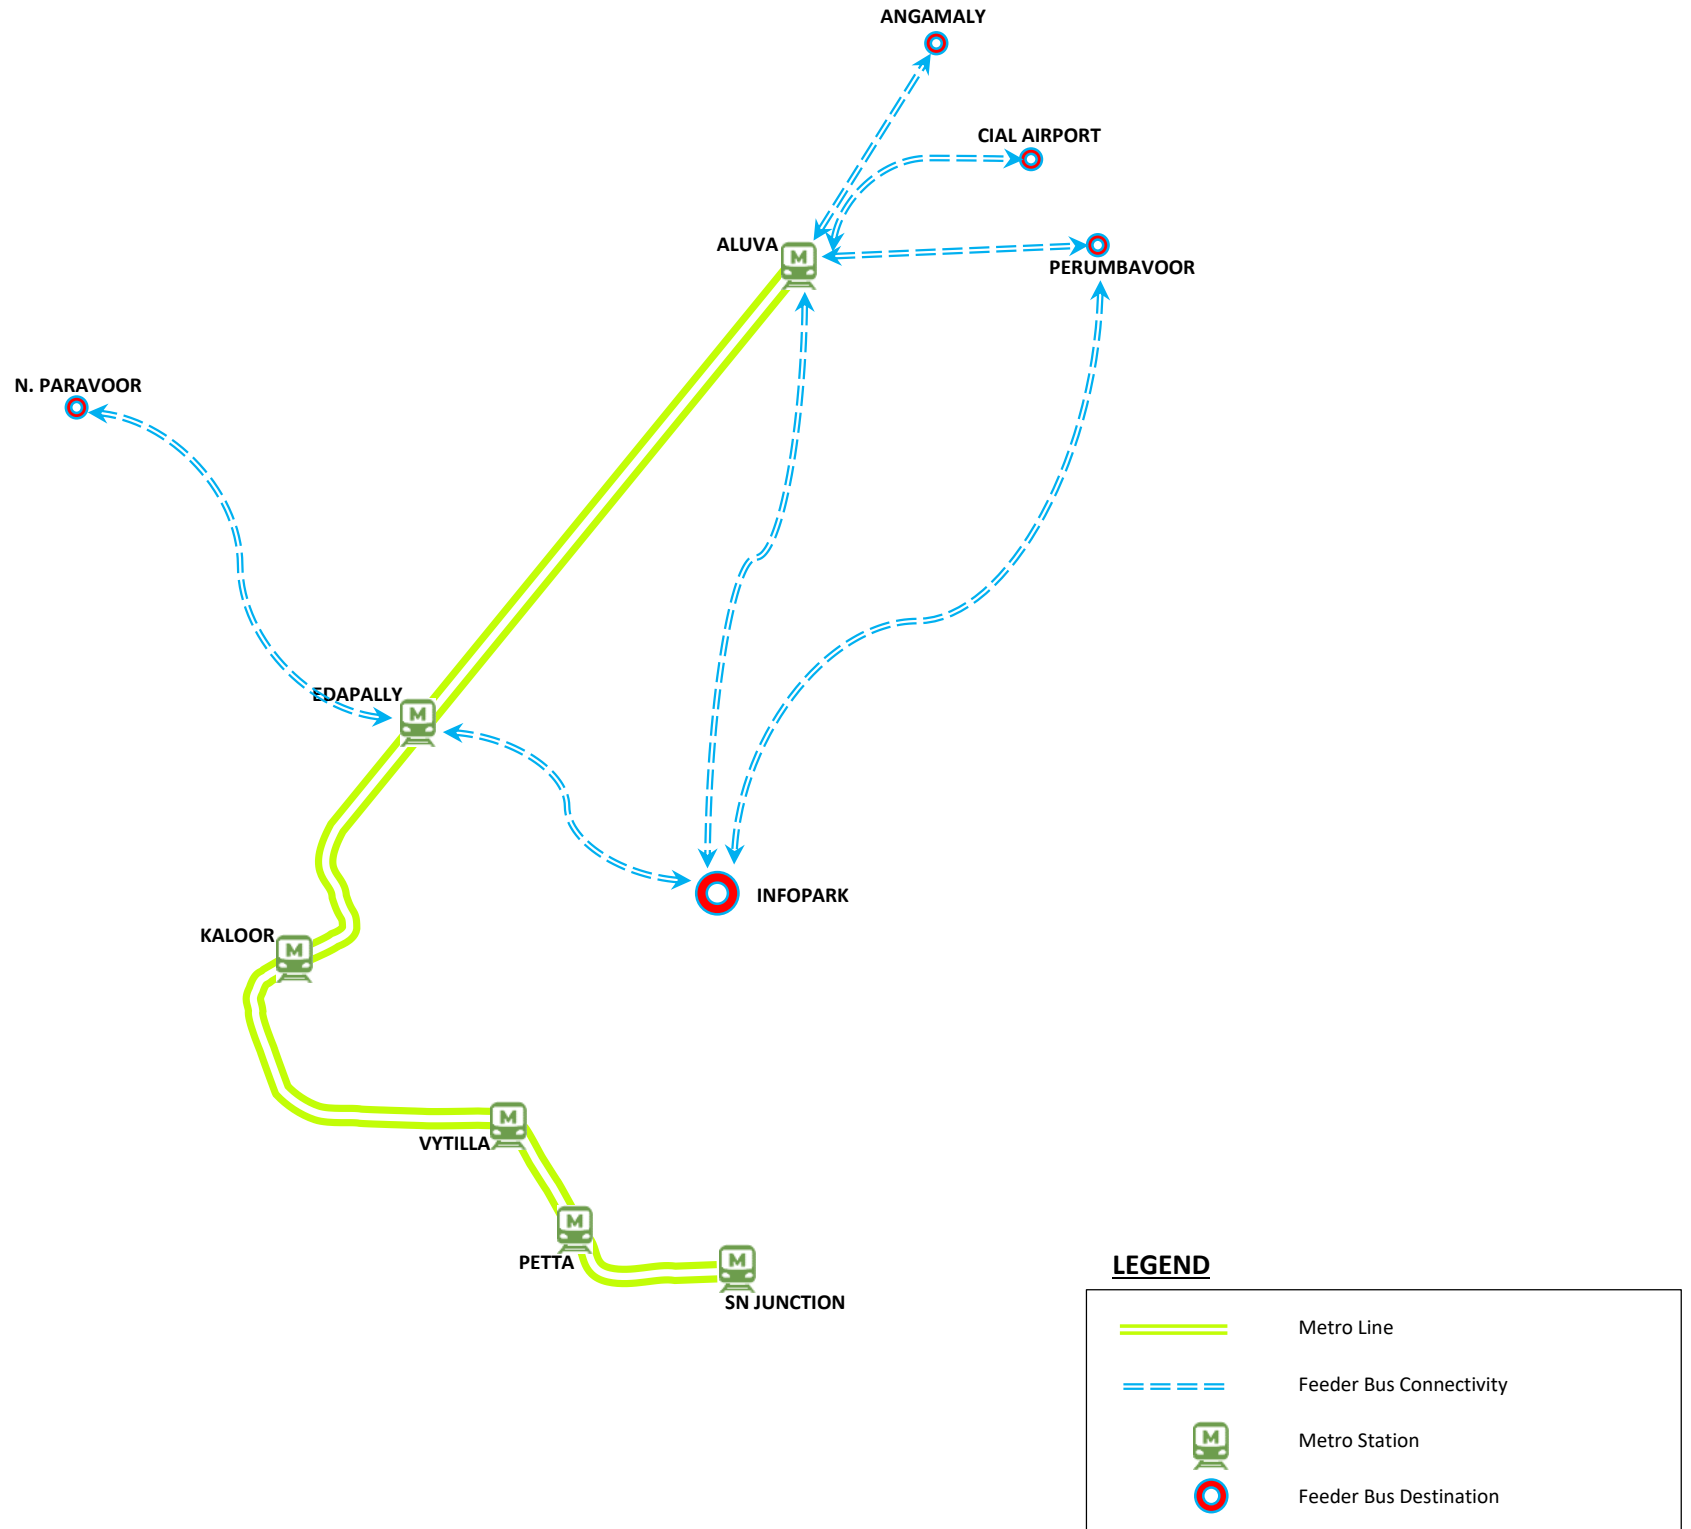 ANGAMALY
CIAL AIRPORT
ALUVA
M
PERUMBAVOOR
N. PARAVOOR
EDAPALLY
M
INFOPARK
KALOOR
M
M
VYTILLA
M
PETTA
M
SN JUNCTION
LEGEND
Metro Line
Feeder Bus Connectivity
M
Metro Station
Feeder Bus Destination